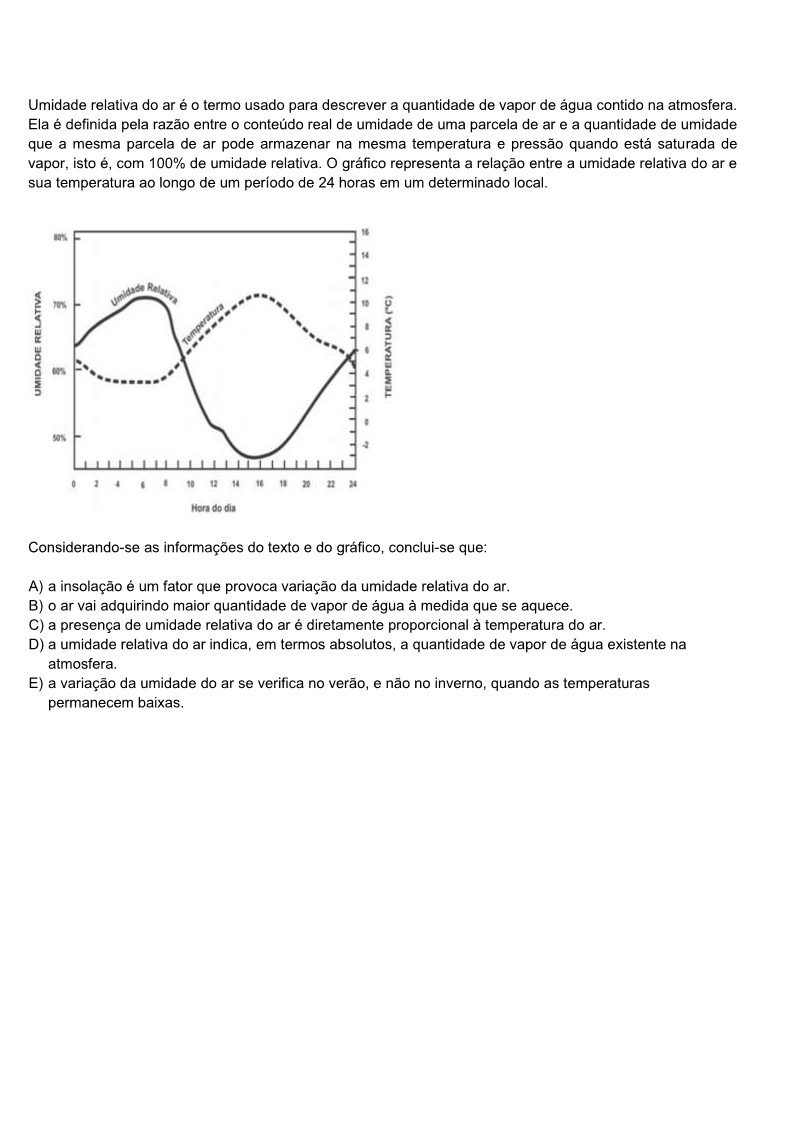 Umidade relativa do ar é o termo usado para descrever a quantidade de vapor de água contido na atmosfera.
Ela é definida pela razão entre o conteúdo real de umidade de uma parcela de ar e a quantidade de umidade
que a mesma parcela de ar pode armazenar na mesma temperatura e pressão quando está saturada de
vapor, isto é, com 100% de umidade relativa. O gráfico representa a relação entre a umidade relativa do ar e
sua temperatura ao longo de um período de 24 horas em um determinado local.
80%
70%
60%
50%
UMIDADE RELATIVA
Umidade Relativa
Temperatura
16
14
12
10
8
6
4
2
0
-2
TEMPERATURA (ºC)
0 2 4 6 8 10 12 14 16 18 20 22 24
Hora do dia
Considerando-se as informações do texto e do gráfico, conclui-se que:
A) a insolação é um fator que provoca variação da umidade relativa do ar.
B) o ar vai adquirindo maior quantidade de vapor de água à medida que se aquece.
C) a presença de umidade relativa do ar é diretamente proporcional à temperatura do ar.
D) a umidade relativa do ar indica, em termos absolutos, a quantidade de vapor de água existente na
atmosfera.
E) a variação da umidade do ar se verifica no verão, e não no inverno, quando as temperaturas
permanecem baixas.